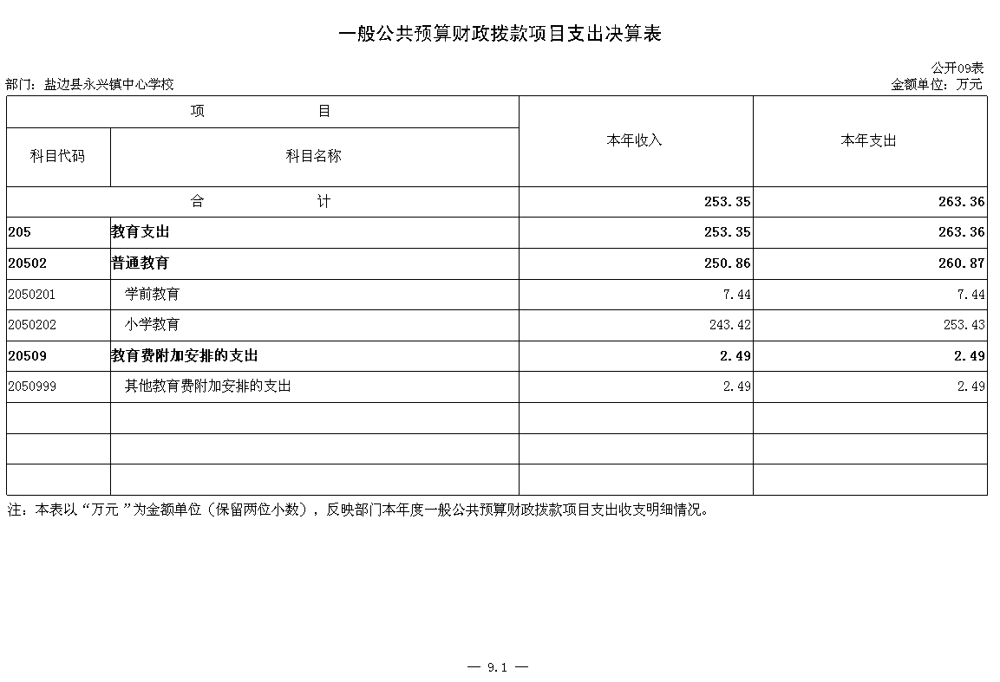 一般公共预算财政拨款项目支出决算表
公开09表
部门：盐边县永兴镇中心学校 金额单位：万元
项 目 本年收入 本年支出
科目代码 科目名称
合 计 253.35 263.36
205 教育支出 253.35 263.36
20502 普通教育 250.86 260.87
2050201 学前教育 7.44 7.44
2050202 小学教育 243.42 253.43
20509 教育费附加安排的支出 2.49 2.49
2050999 其他教育费附加安排的支出 2.49 2.49
注：本表以“万元 ”为金额单位（保留两位小数），反映部门本年度一般公共预算财政拨款项目支出收支明细情况。
— 9.1 —